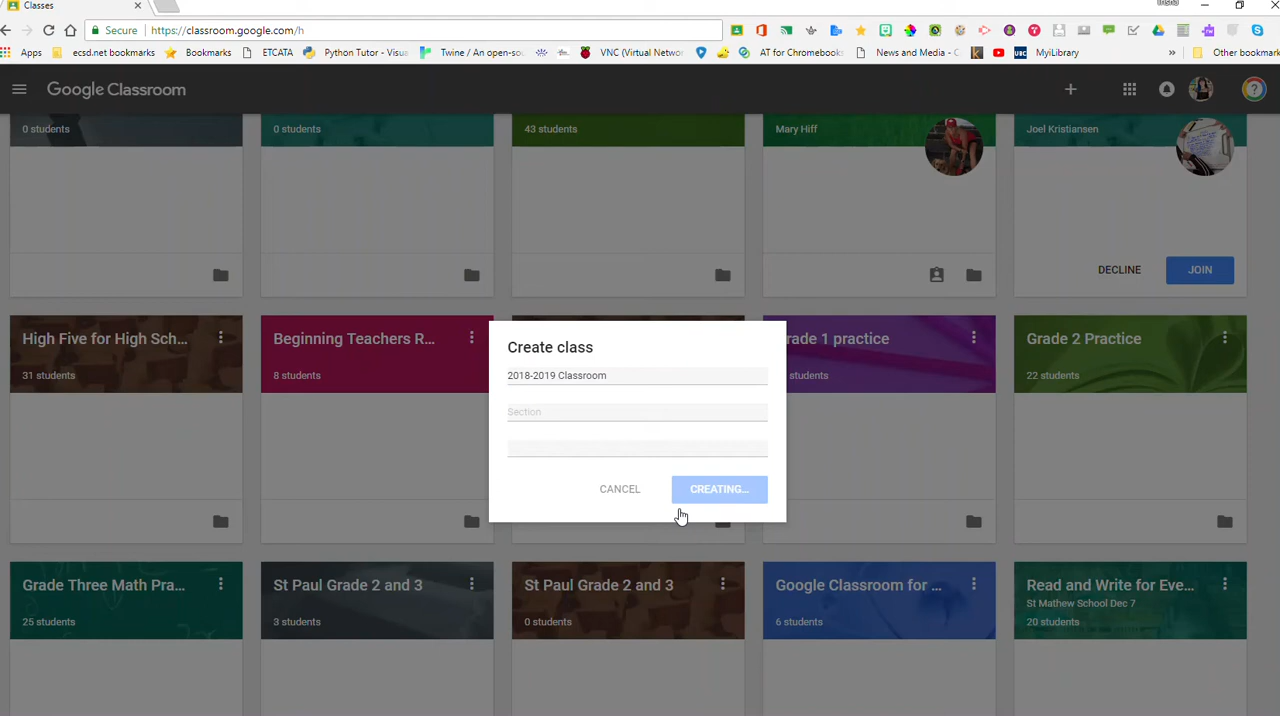 Classes
Trisha
Secure
https://classroom.google.com/h
Apps
ecsd.net bookmarks
Bookmarks
ETCATA
Python Tutor - Visu
Twine / An open-so
VNC (Virtual Netwo
AT for Chromebook
News and Media - C
UBC
MyLibrary
»
Other bookmark
Google Classroom
0 students
0 students
43 students
Mary Hiff
Joel Kristiansen
DECLINE
JOIN
High Five for High Sch...
31 students
Beginning Teachers R...
8 students
rade 1 practice
students
Grade 2 Practice
22 students
Create class
2018-2019 Classroom
Section
CANCEL
CREATING...
Grade Three Math Pra...
25 students
St Paul Grade 2 and 3
3 students
St Paul Grade 2 and 3
0 students
Google Classroom for ...
6 students
Read and Write for Eve...
St Mathew School Dec 7
20 students